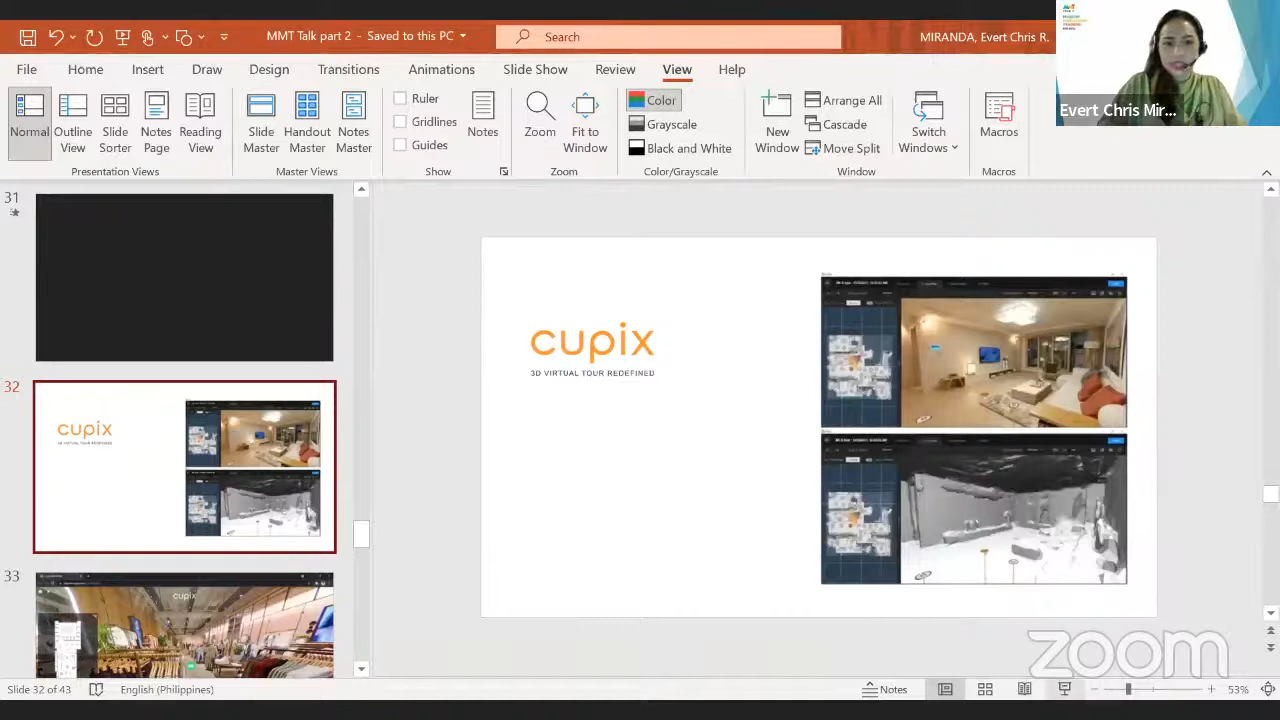 MMT Talk part 2 - Saved to this PC
Search
MIRANDA, Evert Chris R.
File Home Insert Draw Design Transitions Animations Slide Show Review View Help
Normal
Outline View
Slide Sorter
Notes Page
Reading View
Presentation Views
Slide Master
Handout Master
Notes Master
Master Views
Ruler
Gridlines
Guides
Show
Notes
Zoom
Fit to Window
Zoom
Color
Grayscale
Black and White
Color/Grayscale
New Window
Arrange All
Cascade
Move Split
Window
Switch Windows
Macros
Macros
Evert Chris Mir...
31
32
cupix
3D VIRTUAL TOUR REDEFINED
33
cupix
cupix
3D VIRTUAL TOUR REDEFINED
zoom
Slide 32 of 43
English (Philippines)
Notes
53%